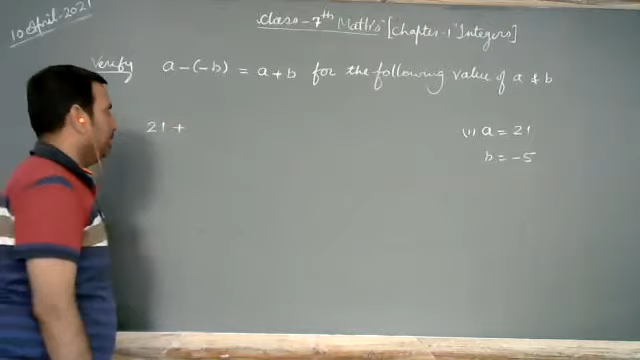 10 April. 2021
Class - 7th Maths [Chapter - 1 Integers]
Verify a - (-b) = a + b for the following value of a & b
21 +
(i) a = 21
b = -5